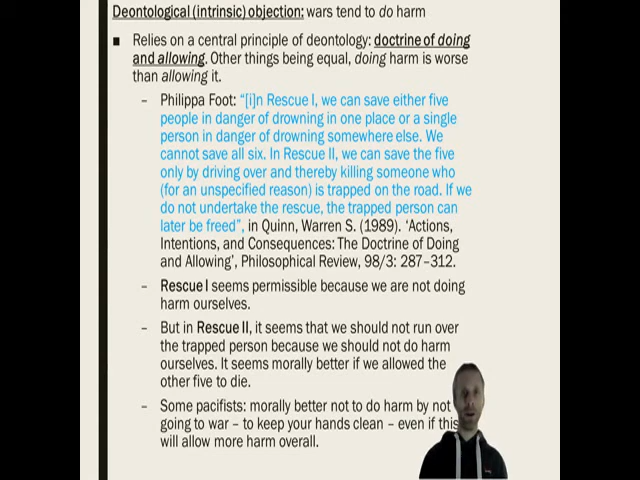 Deontological (intrinsic) objection: wars tend to do harm
■ Relies on a central principle of deontology: doctrine of doing
and allowing. Other things being equal, doing harm is worse
than allowing it.
– Philippa Foot: “[i]n Rescue I, we can save either five
people in danger of drowning in one place or a single
person in danger of drowning somewhere else. We
cannot save all six. In Rescue II, we can save the five
only by driving over and thereby killing someone who
(for an unspecified reason) is trapped on the road. If we
do not undertake the rescue, the trapped person can
later be freed”, in Quinn, Warren S. (1989). ‘Actions,
Intentions, and Consequences: The Doctrine of Doing
and Allowing’, Philosophical Review, 98/3: 287–312.
– Rescue I seems permissible because we are not doing
harm ourselves.
– But in Rescue II, it seems that we should not run over
the trapped person because we should not do harm
ourselves. It seems morally better if we allowed the
other five to die.
– Some pacifists: morally better not to do harm by not
going to war – to keep your hands clean – even if this
will allow more harm overall.